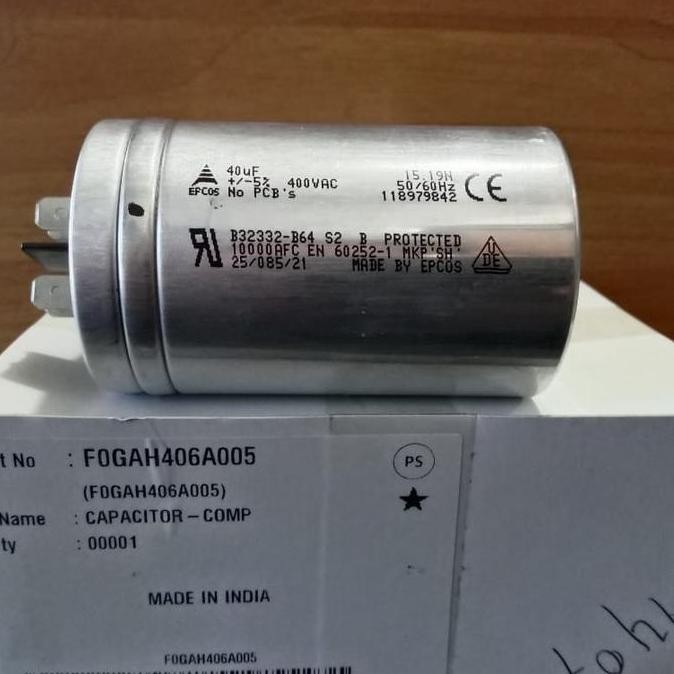 40uF
+/-5% 400VAC
EPCOS No PCB's
15.19N
50/60Hz
118979842
CE
B32332-B64 S2 B PROTECTED
10000AFC EN 60252-1 MKP SH
25/085/21 MADE BY EPCOS
t No : F0GAH406A005
(F0GAH406A005)
Name : CAPACITOR-COMP
ty : 00001
PS
MADE IN INDIA
F0GAH406A005